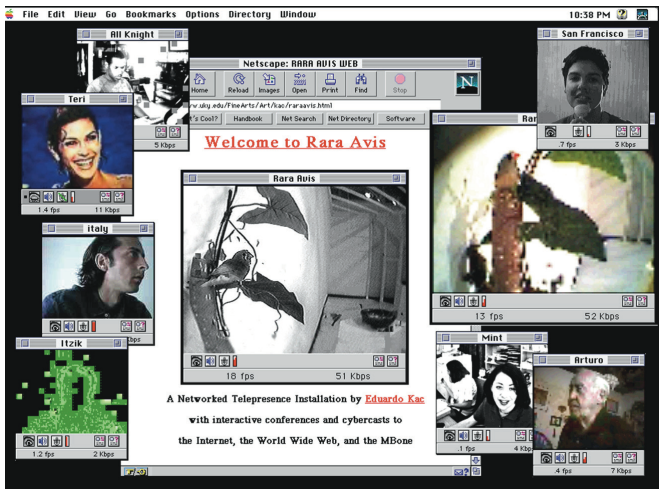 File Edit View Go Bookmarks Options Directory Window 10:38 PM
All Knight
San Francisco
Netscape: RARA AVIS WEB
Home Reload Images Open Print Find Stop N
w.uky.edu/FineArts/Art/kac/raraavis.html
t's Cool? Handbook Net Search Net Directory Software
5 Kbps
Teri
1.4 fps 11 Kbps
.7 fps 3 Kbps
Welcome to Rara Avis
Rara Avis
18 fps 51 Kbps
Rar
13 fps 52 Kbps
italy
bps
Itzik
1.2 fps 2 Kbps
Mint
.1 fps 4 Kb
Arturo
.4 fps 7 Kbps
A Networked Telepresence Installation by Eduardo Kac
with interactive conferences and cybercasts to
the Internet, the World Wide Web, and the MBone